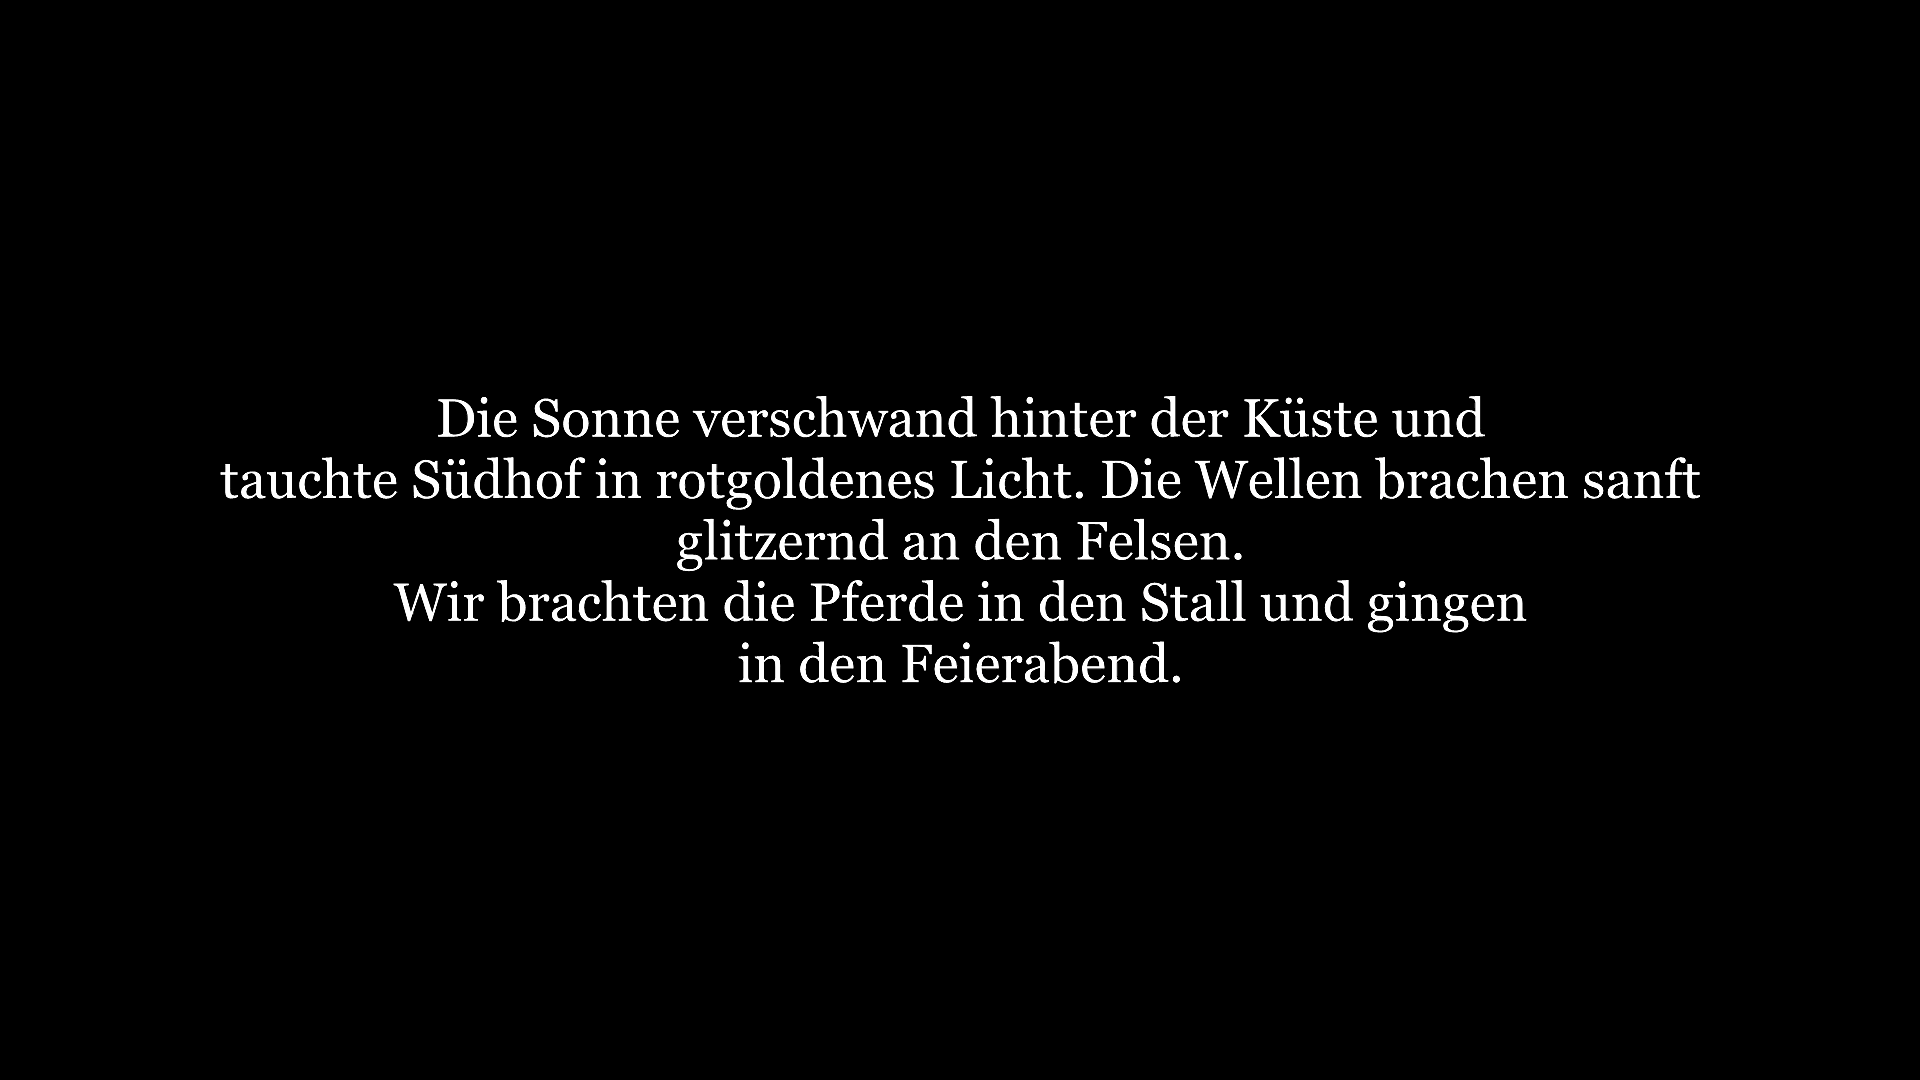 Die Sonne verschwand hinter der Küste und
tauchte Südhof in rotgoldenes Licht. Die Wellen brachen sanft
glitzernd an den Felsen.
Wir brachten die Pferde in den Stall und gingen
in den Feierabend.